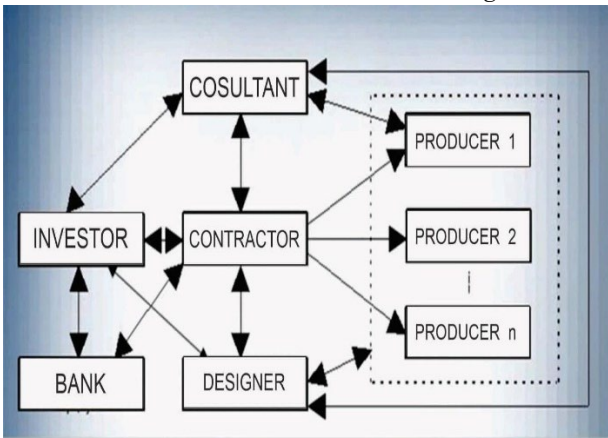 COSULTANT
PRODUCER 1
INVESTOR
CONTRACTOR
PRODUCER 2
PRODUCER n
BANK
DESIGNER